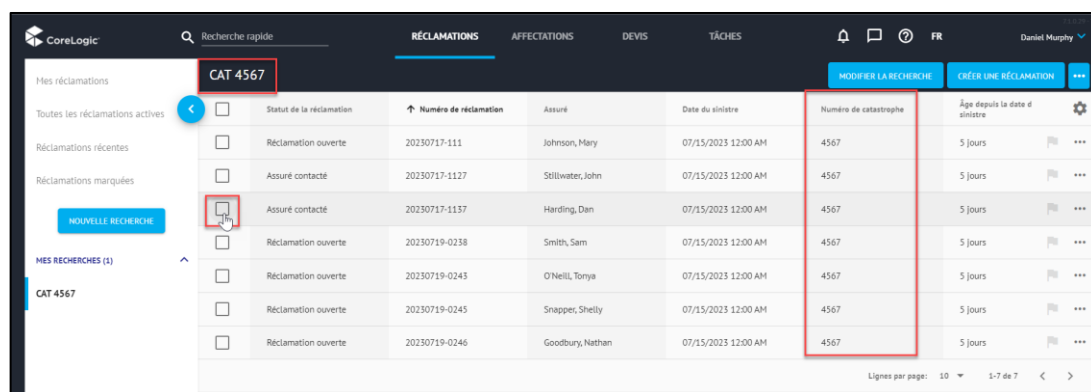 CoreLogic
Recherche rapide
RÉCLAMATIONS
AFFECTATIONS
DEVIS
TÂCHES
FR
Daniel Murphy
Mes réclamations
Toutes les réclamations actives
Réclamations récentes
Réclamations marquées
NOUVELLE RECHERCHE
MES RECHERCHES (1)
CAT 4567
CAT 4567
MODIFIER LA RECHERCHE
CRÉER UNE RÉCLAMATION
Statut de la réclamation Numéro de réclamation Assuré Date du sinistre Numéro de catastrophe Âge depuis la date d
sinistre
Réclamation ouverte 20230717-111 Johnson, Mary 07/15/2023 12:00 AM 4567 5 jours
Assuré contacté 20230717-1127 Stillwater, John 07/15/2023 12:00 AM 4567 5 jours
Assuré contacté 20230717-1137 Harding, Dan 07/15/2023 12:00 AM 4567 5 jours
Réclamation ouverte 20230719-0238 Smith, Sam 07/15/2023 12:00 AM 4567 5 jours
Réclamation ouverte 20230719-0243 O'Neill, Tonya 07/15/2023 12:00 AM 4567 5 jours
Réclamation ouverte 20230719-0245 Snapper, Shelly 07/15/2023 12:00 AM 4567 5 jours
Réclamation ouverte 20230719-0246 Goodbury, Nathan 07/15/2023 12:00 AM 4567 5 jours
Lignes par page: 10 1-7 de 7